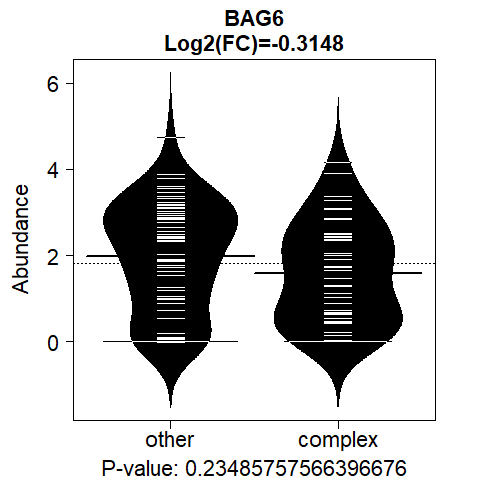 BAG6
Log2(FC)=-0.3148
6
4
2
0
Abundance
other
complex
P-value: 0.23485757566396676